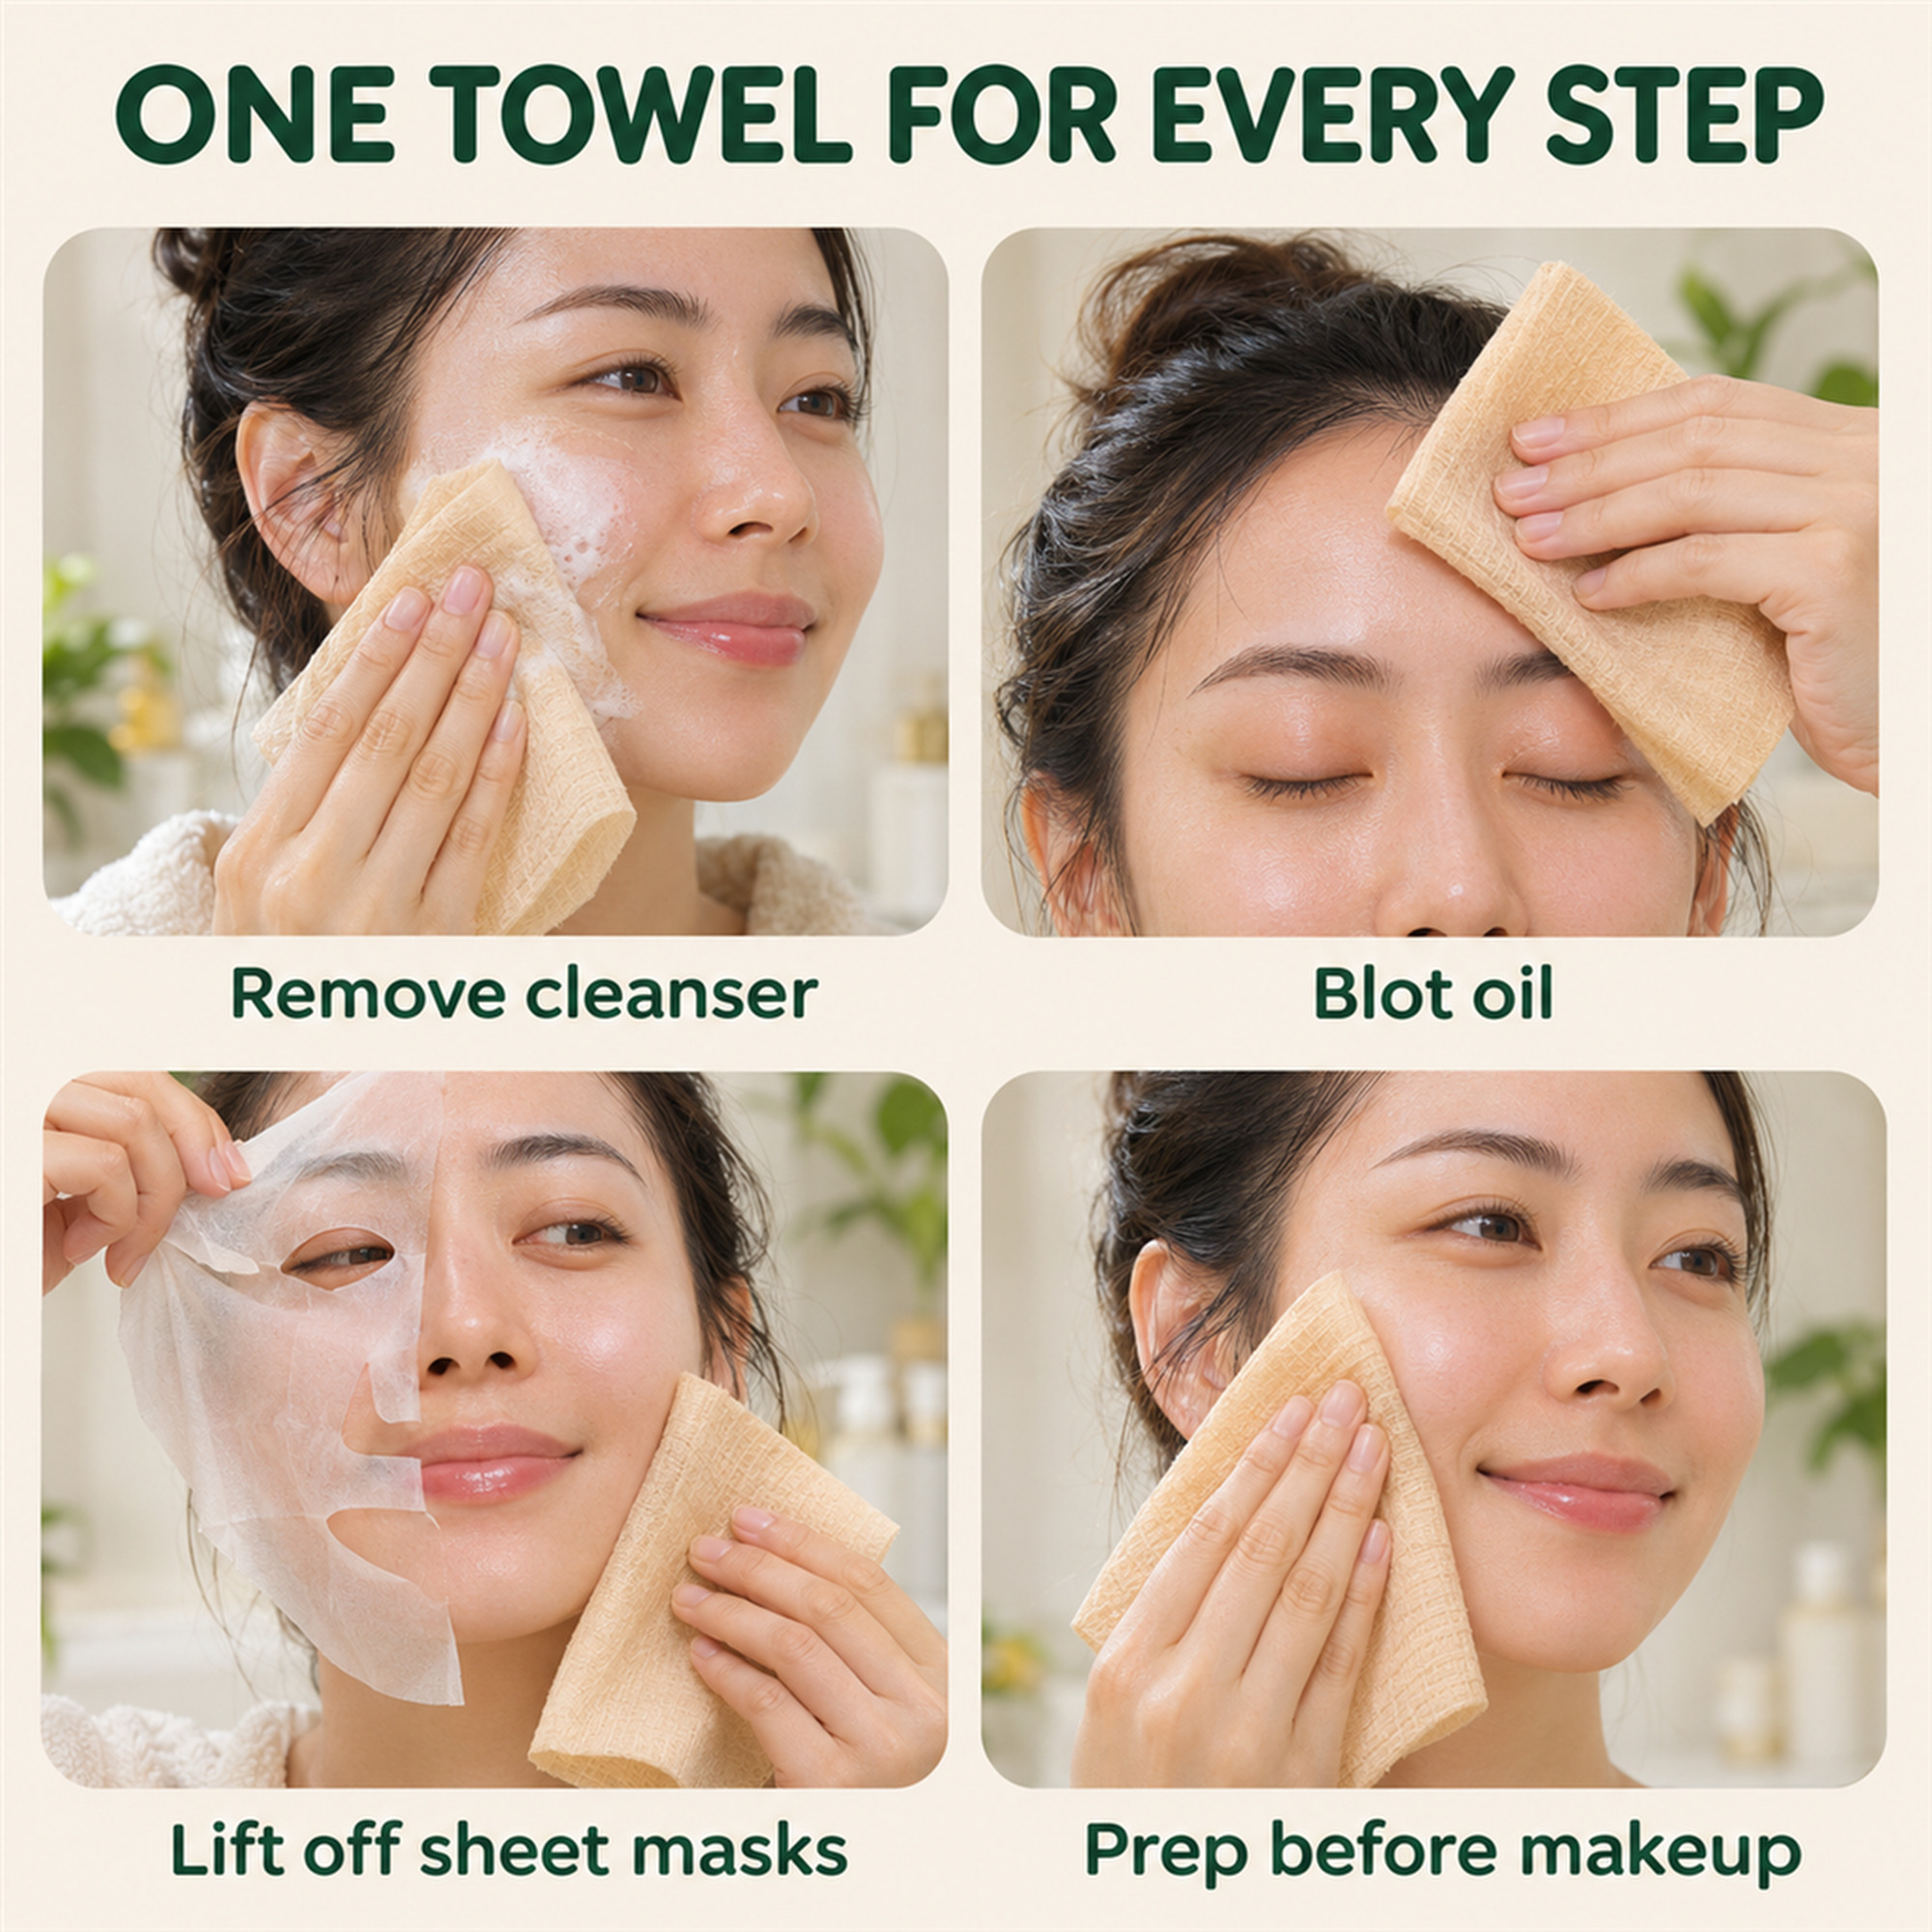 ONE TOWEL FOR EVERY STEP
Remove cleanser
Blot oil
Lift off sheet masks
Prep before makeup